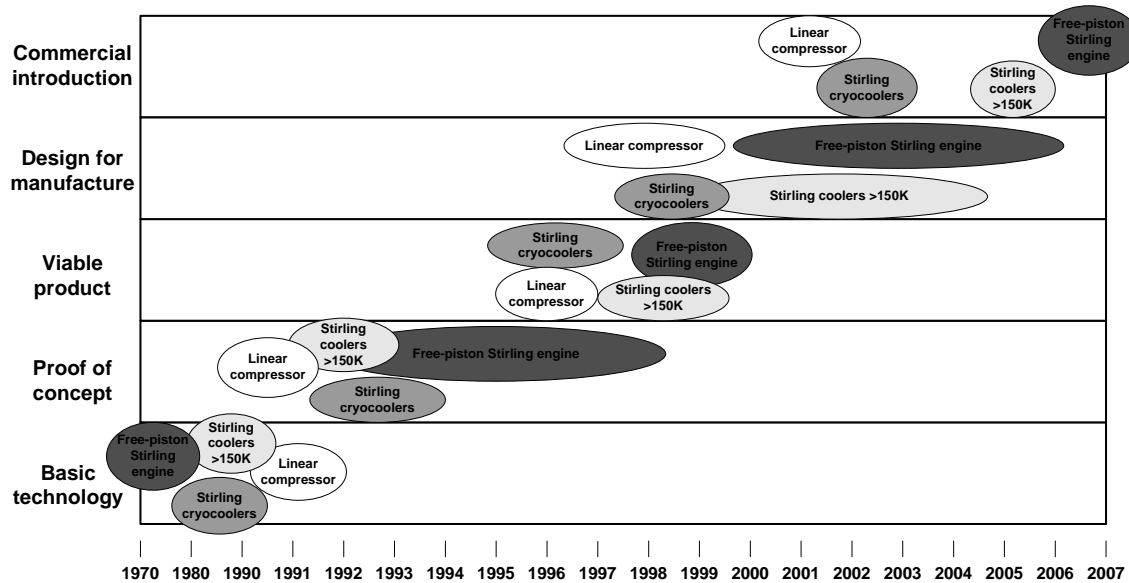 Commercial
introduction
Linear
compressor
Free-piston
Stirling
engine
Stirling
cryocoolers
Stirling
coolers
>150K
Design for
manufacture
Linear compressor
Free-piston Stirling engine
Stirling
cryocoolers
Stirling coolers >150K
Viable
product
Stirling
cryocoolers
Free-piston
Stirling engine
Linear
compressor
Stirling coolers
>150K
Proof of
concept
Linear
compressor
Stirling
coolers
>150K
Free-piston Stirling engine
Stirling
cryocoolers
Basic
technology
Free-piston
Stirling
engine
Stirling
coolers
>150K
Linear
compressor
Stirling
cryocoolers
1970 1980 1990 1991 1992 1993 1994 1995 1996 1997 1998 1999 2000 2001 2002 2003 2004 2005 2006 2007